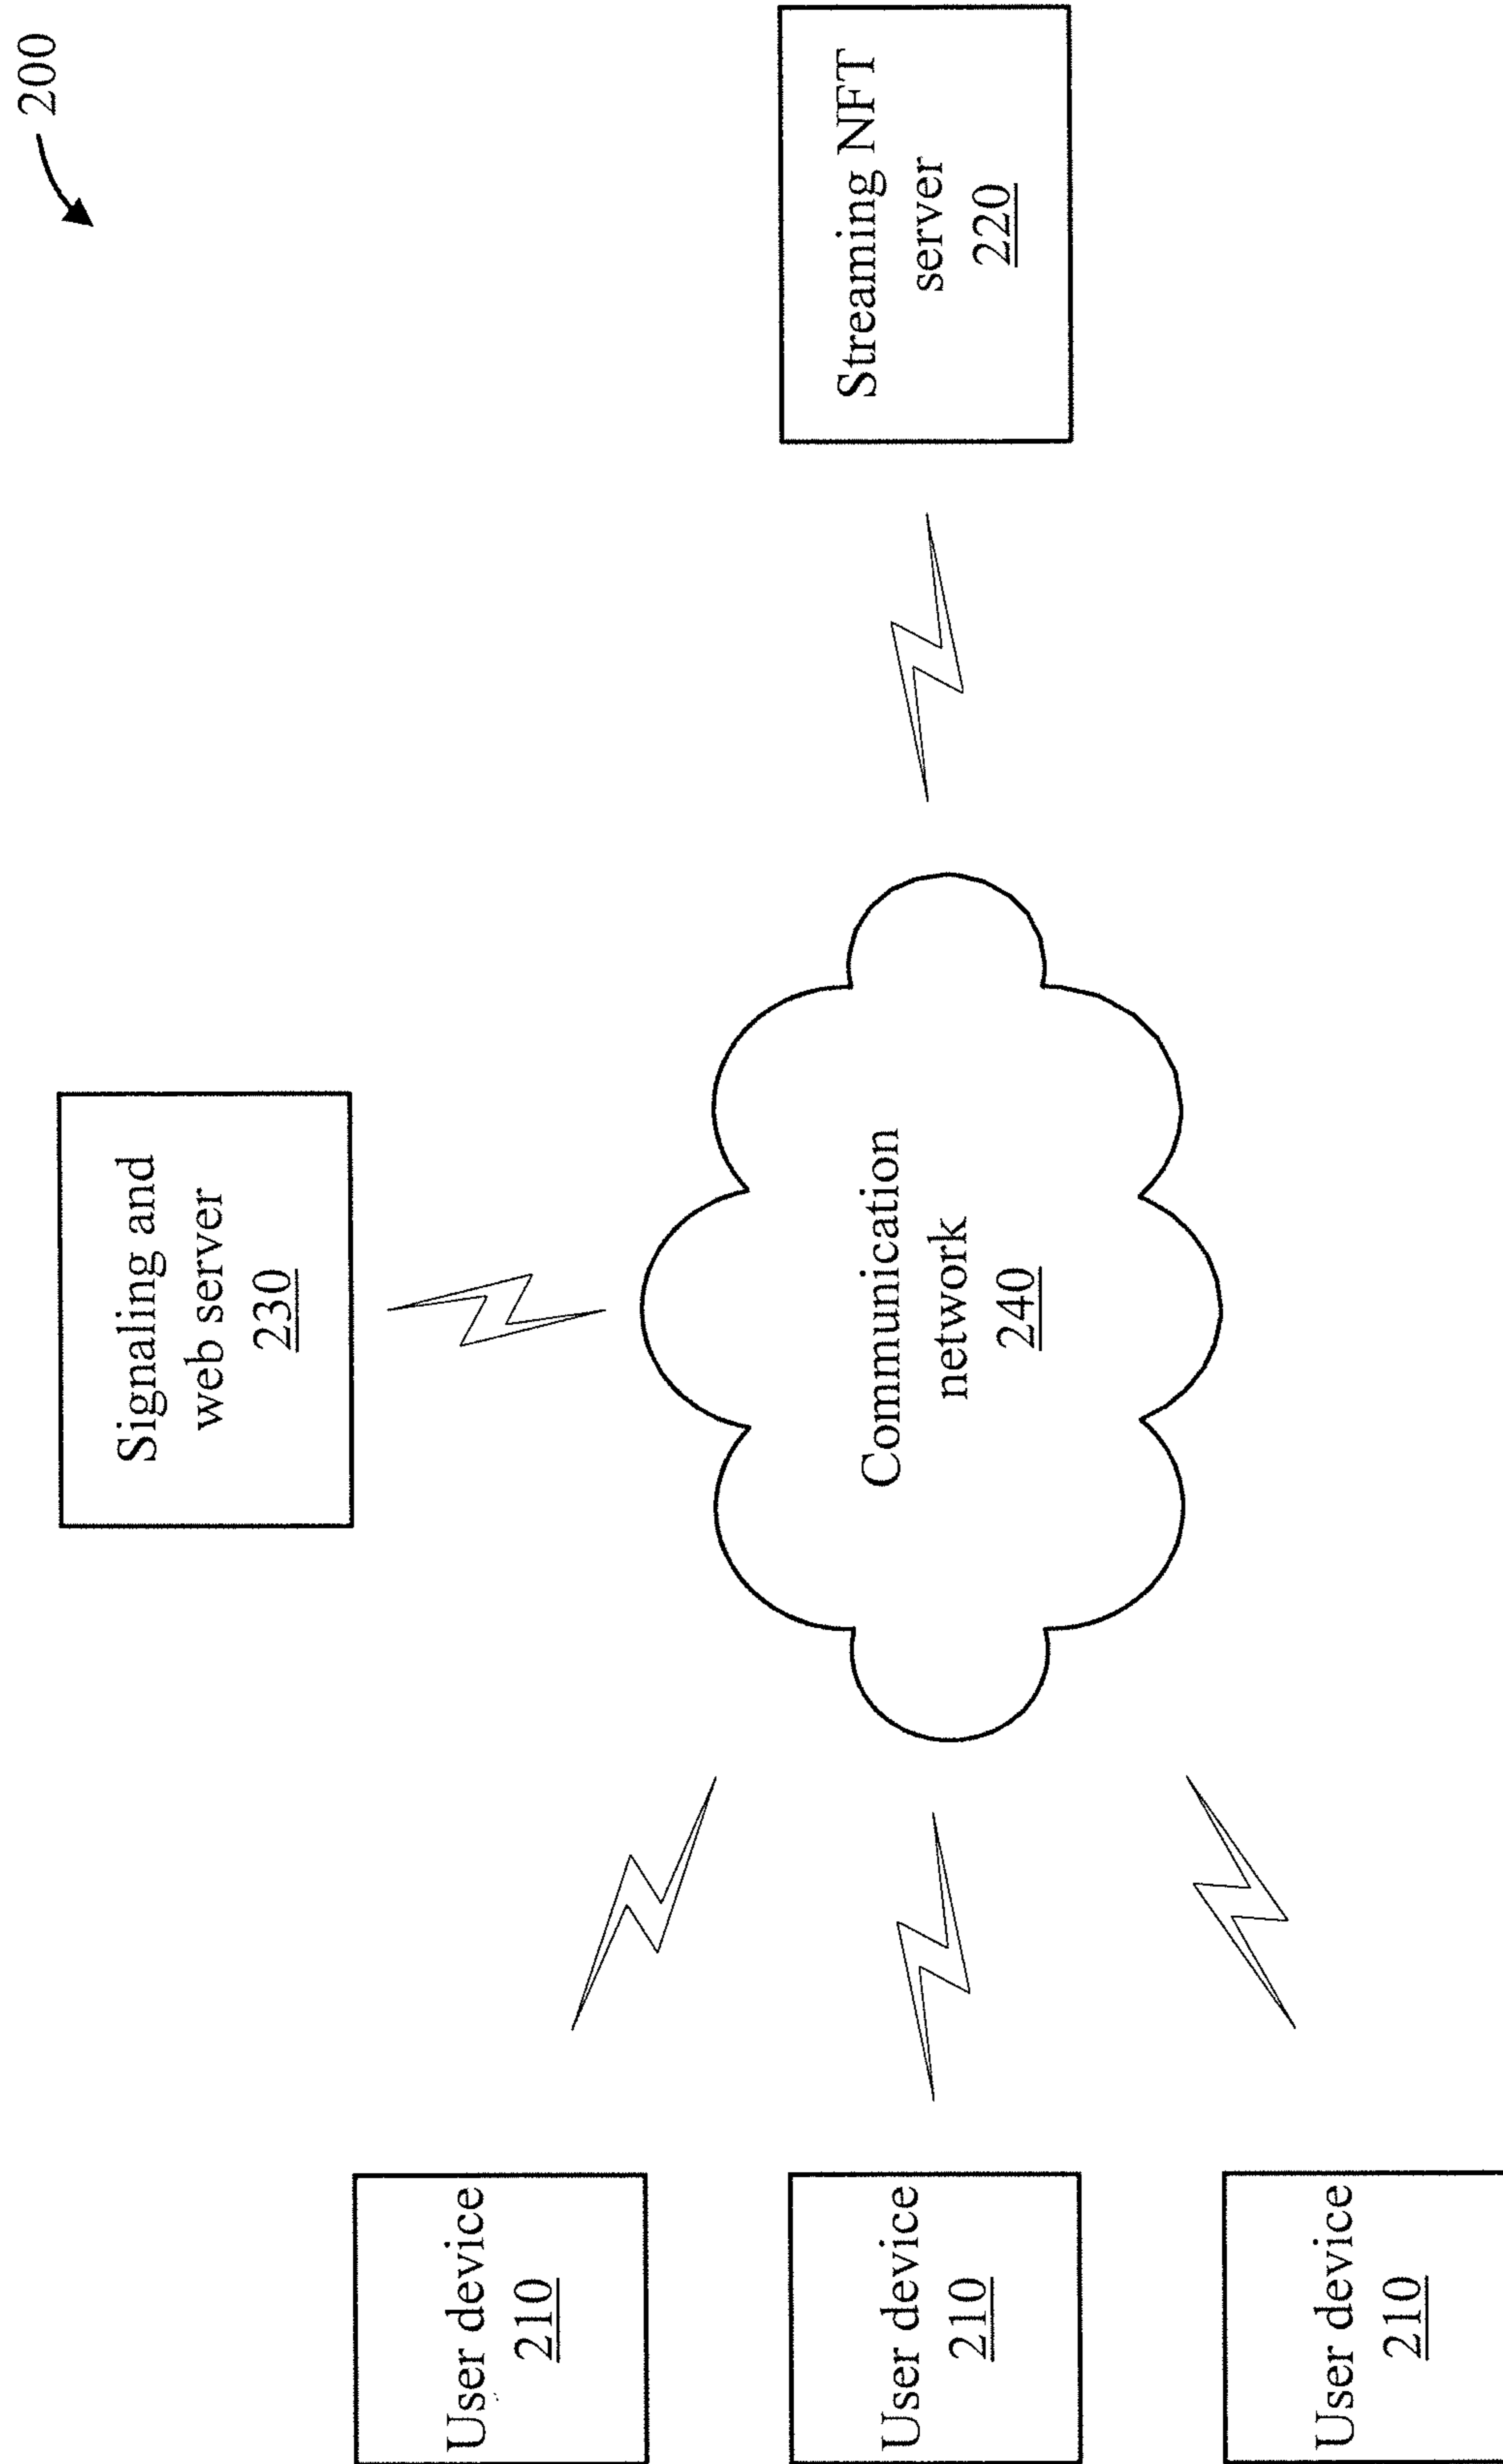 200
Signaling and
web server
230
User device
210
User device
210
User device
210
Communication
network
240
Streaming NFT
server
220